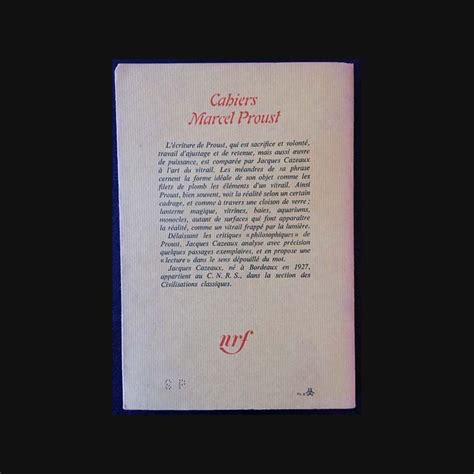 Cahiers
Marcel Proust
L'écriture de Proust, qui est sacrifice et volonté,
travail d'ajustage et de retenue, mais aussi œuvre
de puissance, est comparée par Jacques Cazeaux
à l'art du vitrail. Les méandres de sa phrase
cernent la forme idéale de son objet comme les
filets de plomb les éléments d'un vitrail. Ainsi
Proust, bien souvent, voit la réalité selon un certain
cadrage, et comme à travers une cloison de verre ;
lanterne magique, vitrines, baies, aquariums,
monocles, autant de surfaces qui font apparaître
la réalité, comme un vitrail frappé par la lumière.
Délaissant les critiques « philosophiques » de
Proust, Jacques Cazeaux analyse avec précision
quelques passages exemplaires, et en propose une
« lecture » dans le sens dépouillé du mot.
Jacques Cazeaux, né à Bordeaux en 1927,
appartient au C. N. R. S., dans la section des
Civilisations classiques.
nrf